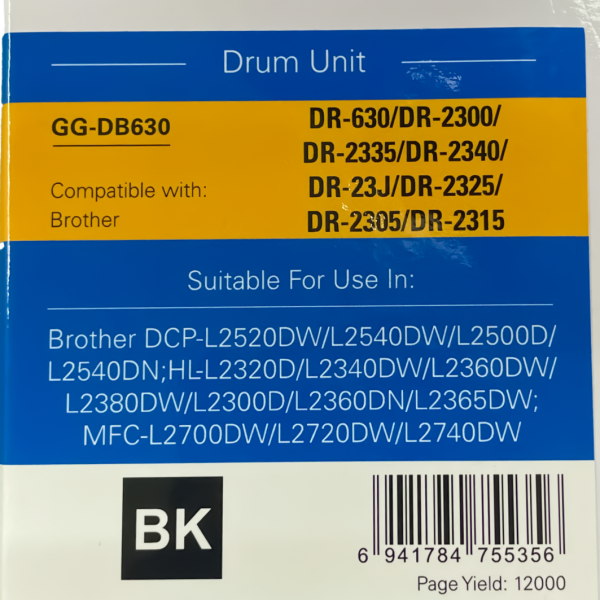 Drum Unit
GG-DB630
Compatible with:
Brother
DR-630/DR-2300/
DR-2335/DR-2340/
DR-23J/DR-2325/
DR-2305/DR-2315
Suitable For Use In:
Brother DCP-L2520DW/L2540DW/L2500D/
L2540DN;HL-L2320D/L2340DW/L2360DW/
L2380DW/L2300D/L2360DN/L2365DW;
MFC-L2700DW/L2720DW/L2740DW
BK
6 941784 755356
Page Yield: 12000